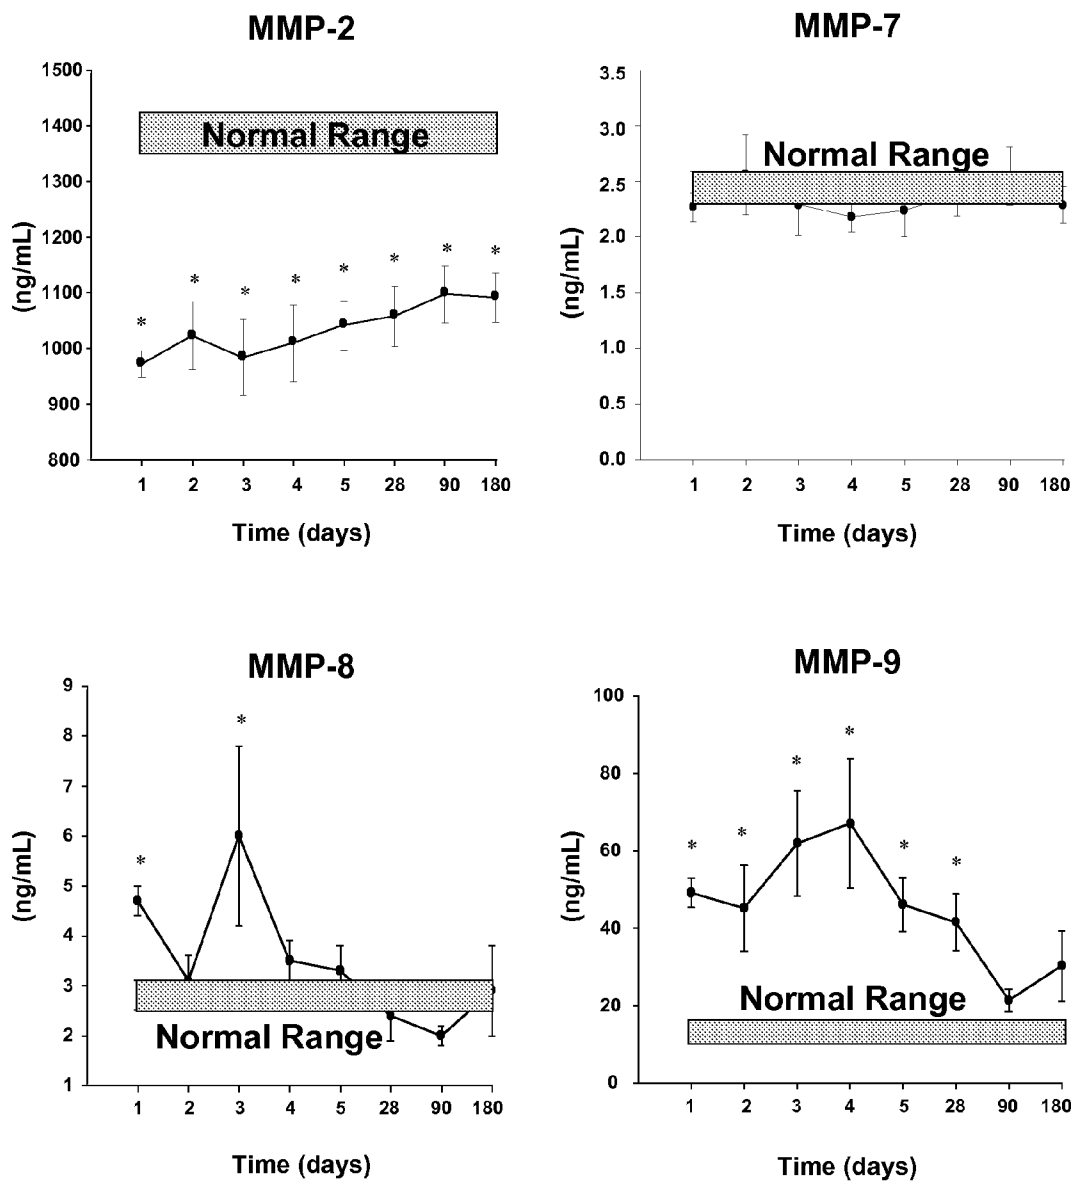 MMP-2
1500
1400
1300
1200
1100
1000
900
800
(ng/mL)
Normal Range
* * * * * * * *
1 2 3 4 5 28 90 180
Time (days)
MMP-7
3.5
3.0
2.5
2.0
1.5
1.0
0.5
0.0
(ng/mL)
Normal Range
1 2 3 4 5 28 90 180
Time (days)
MMP-8
9
8
7
6
5
4
3
2
1
(ng/mL)
* *
Normal Range
1 2 3 4 5 28 90 180
Time (days)
MMP-9
100
80
60
40
20
0
(ng/mL)
* * * * * *
Normal Range
1 2 3 4 5 28 90 180
Time (days)